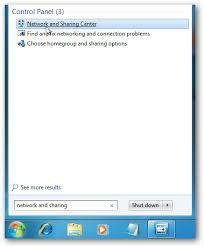 Control Panel (3)
Network and Sharing Center
Find and fix networking and connection problems
Choose homegroup and sharing options
See more results
network and sharing
Shut down